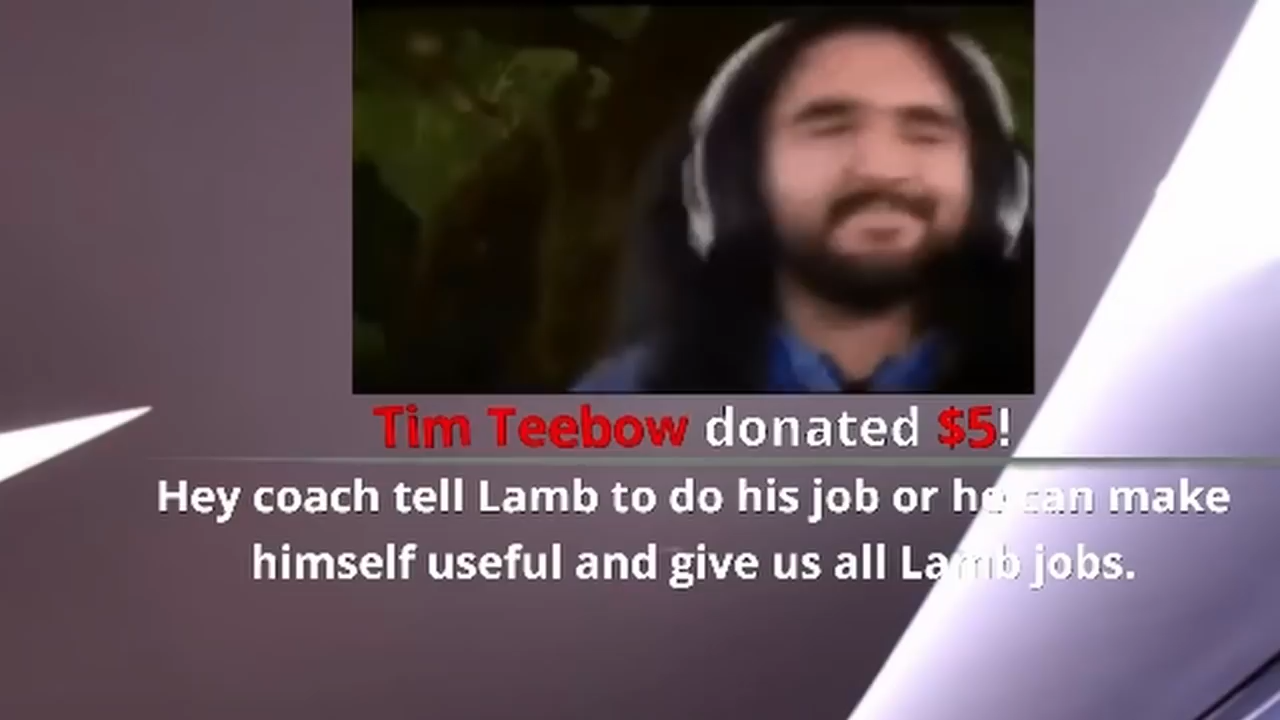 Tim Teebow donated $5!
Hey coach tell Lamb to do his job or he can make
himself useful and give us all Lamb jobs.